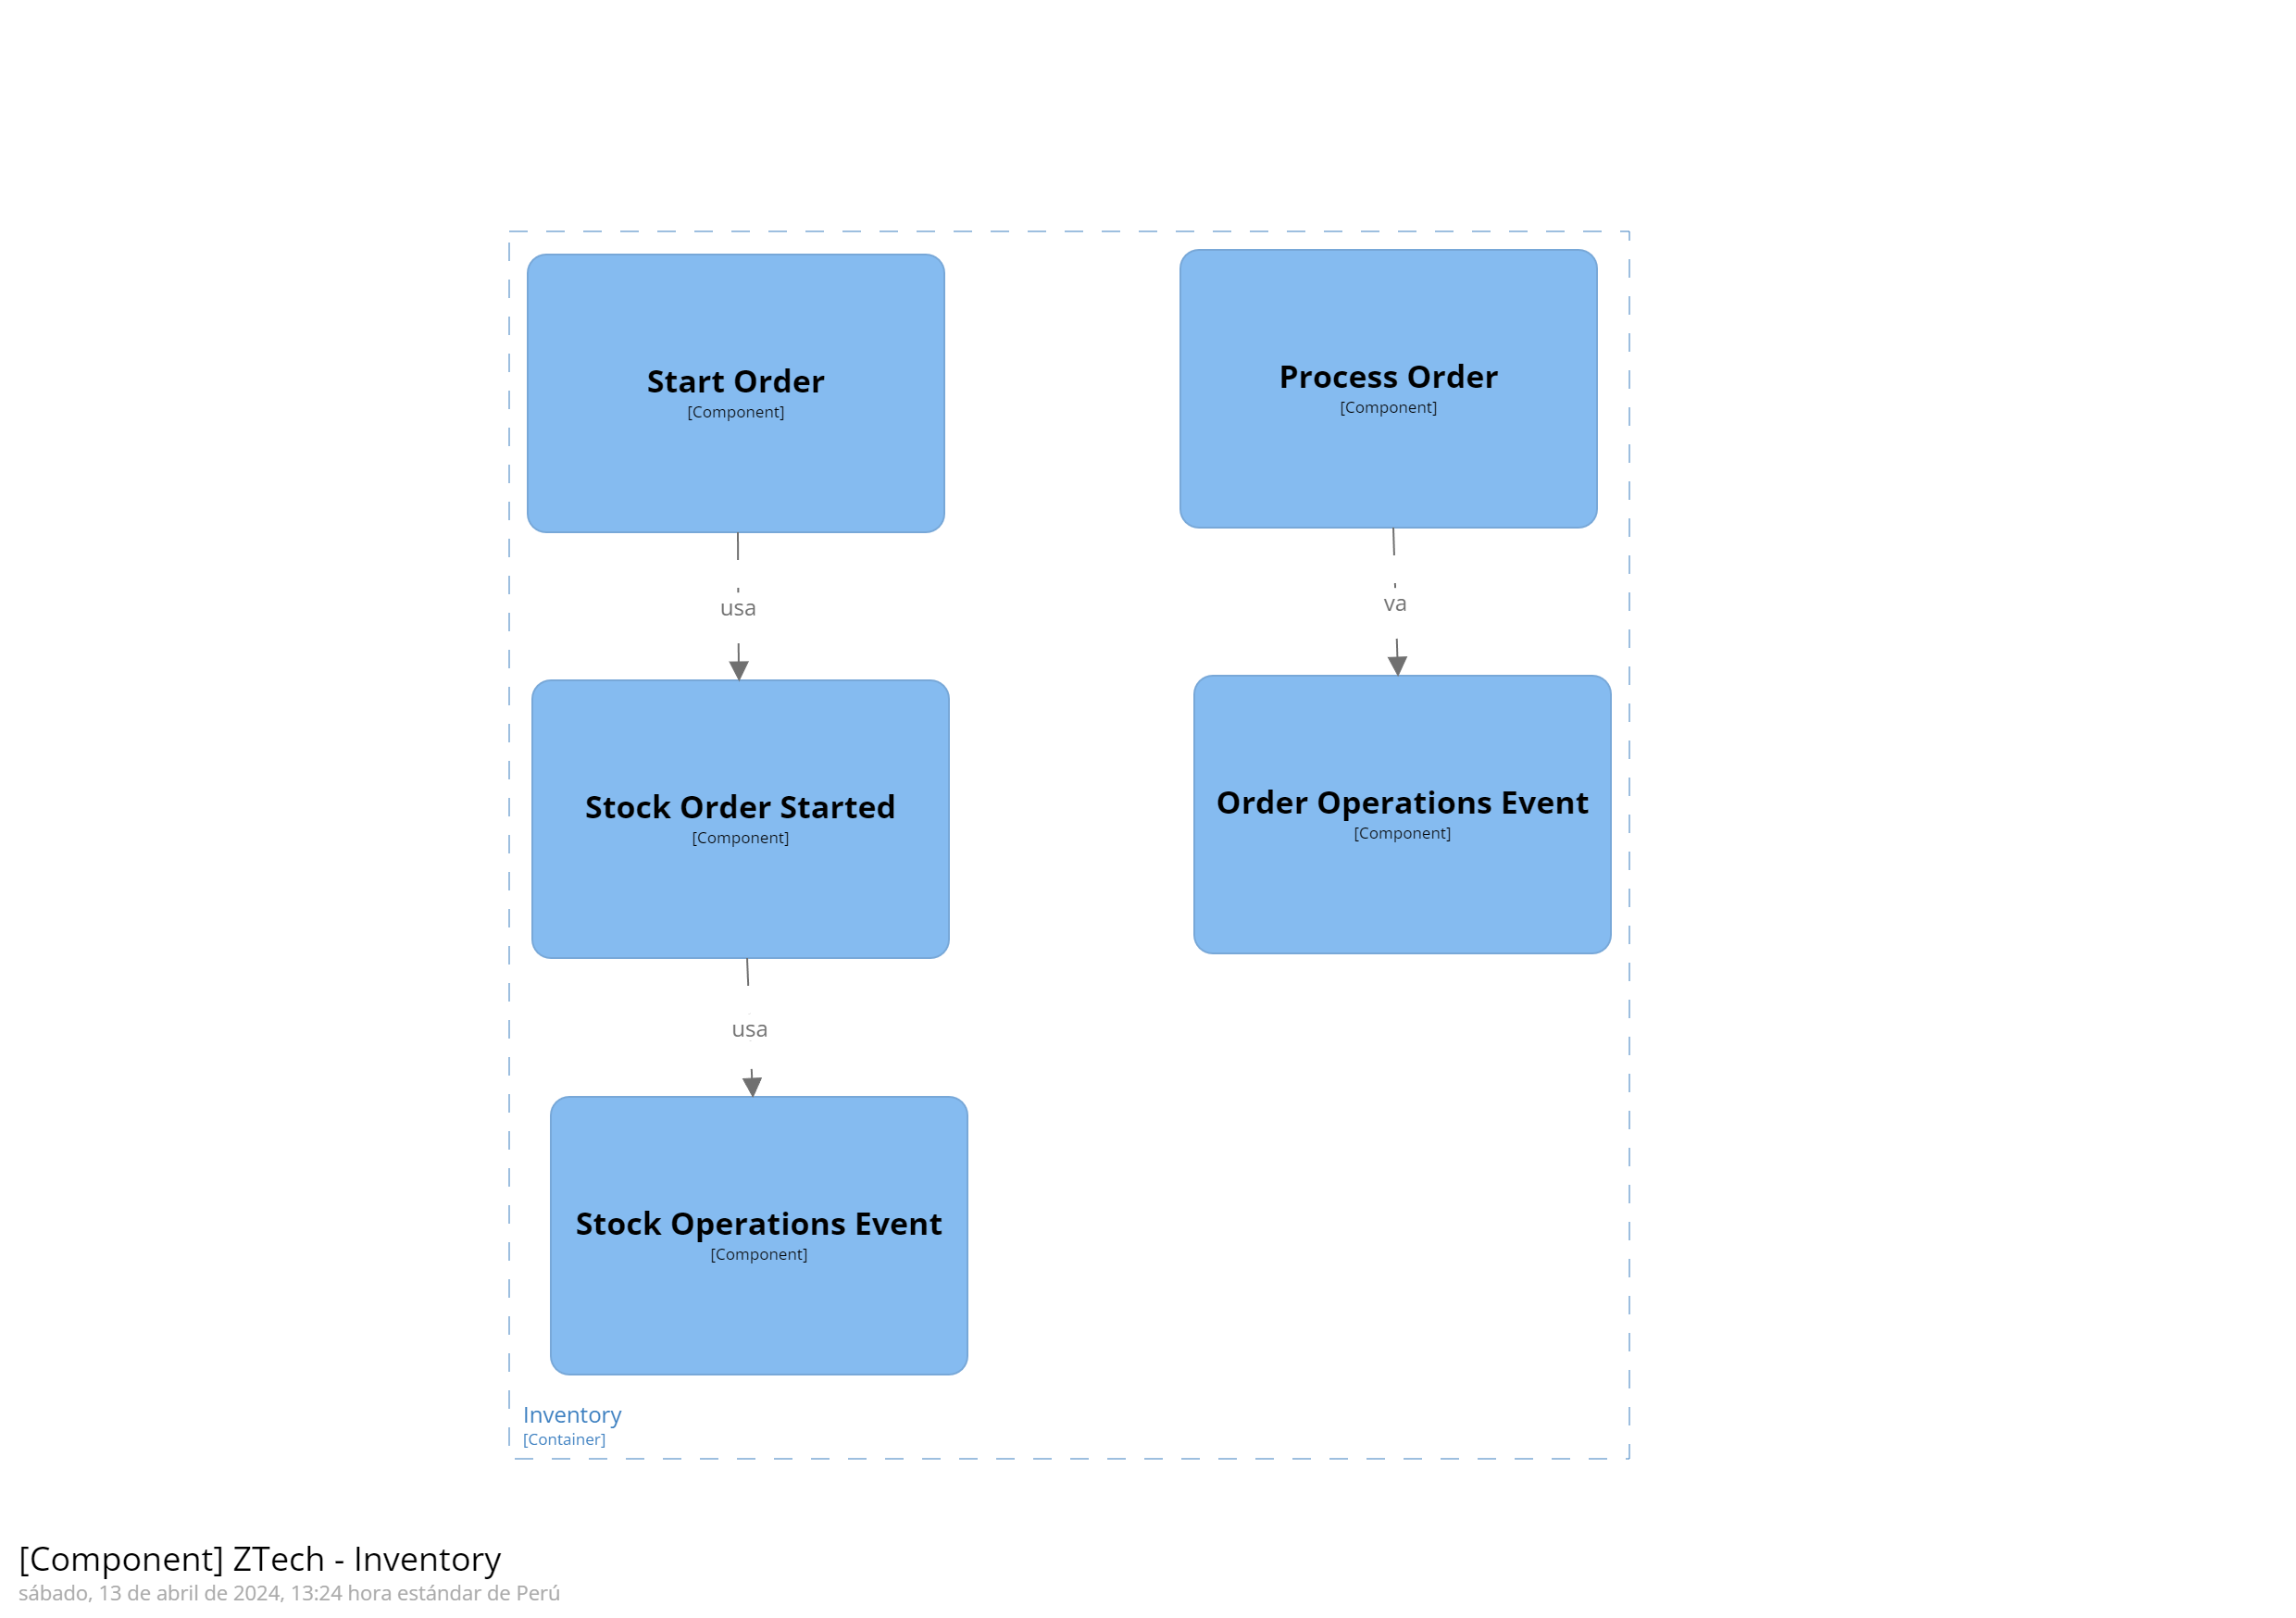 Start Order
[Component]
Process Order
[Component]
usa
va
Stock Order Started
[Component]
Order Operations Event
[Component]
usa
Stock Operations Event
[Component]
Inventory
[Container]
[Component] ZTech - Inventory
sábado, 13 de abril de 2024, 13:24 hora estándar de Perú